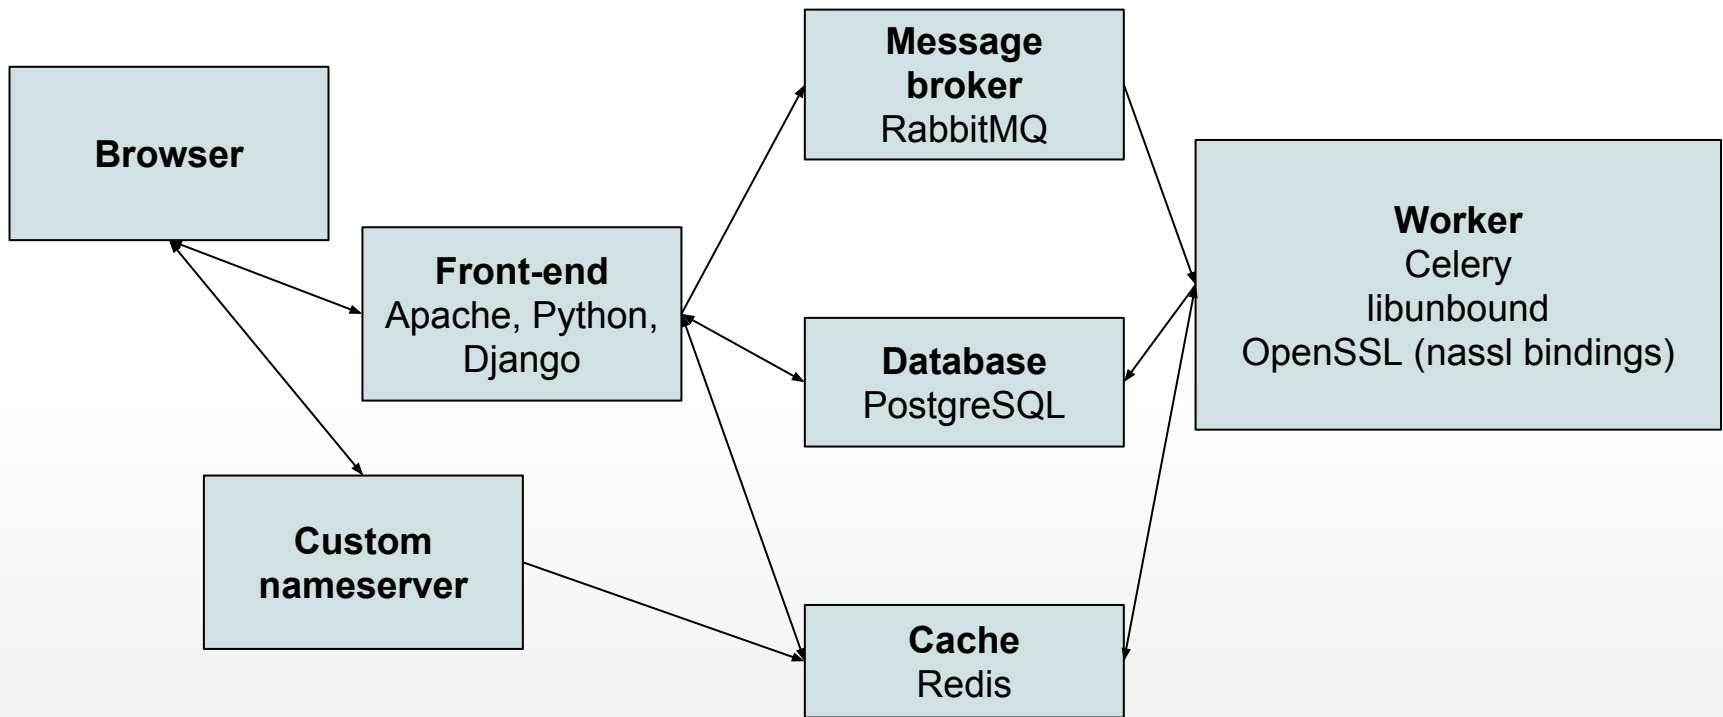 Browser
Front-end
Apache, Python,
Django
Custom
nameserver
Message
broker
RabbitMQ
Database
PostgreSQL
Cache
Redis
Worker
Celery
libunbound
OpenSSL (nassl bindings)